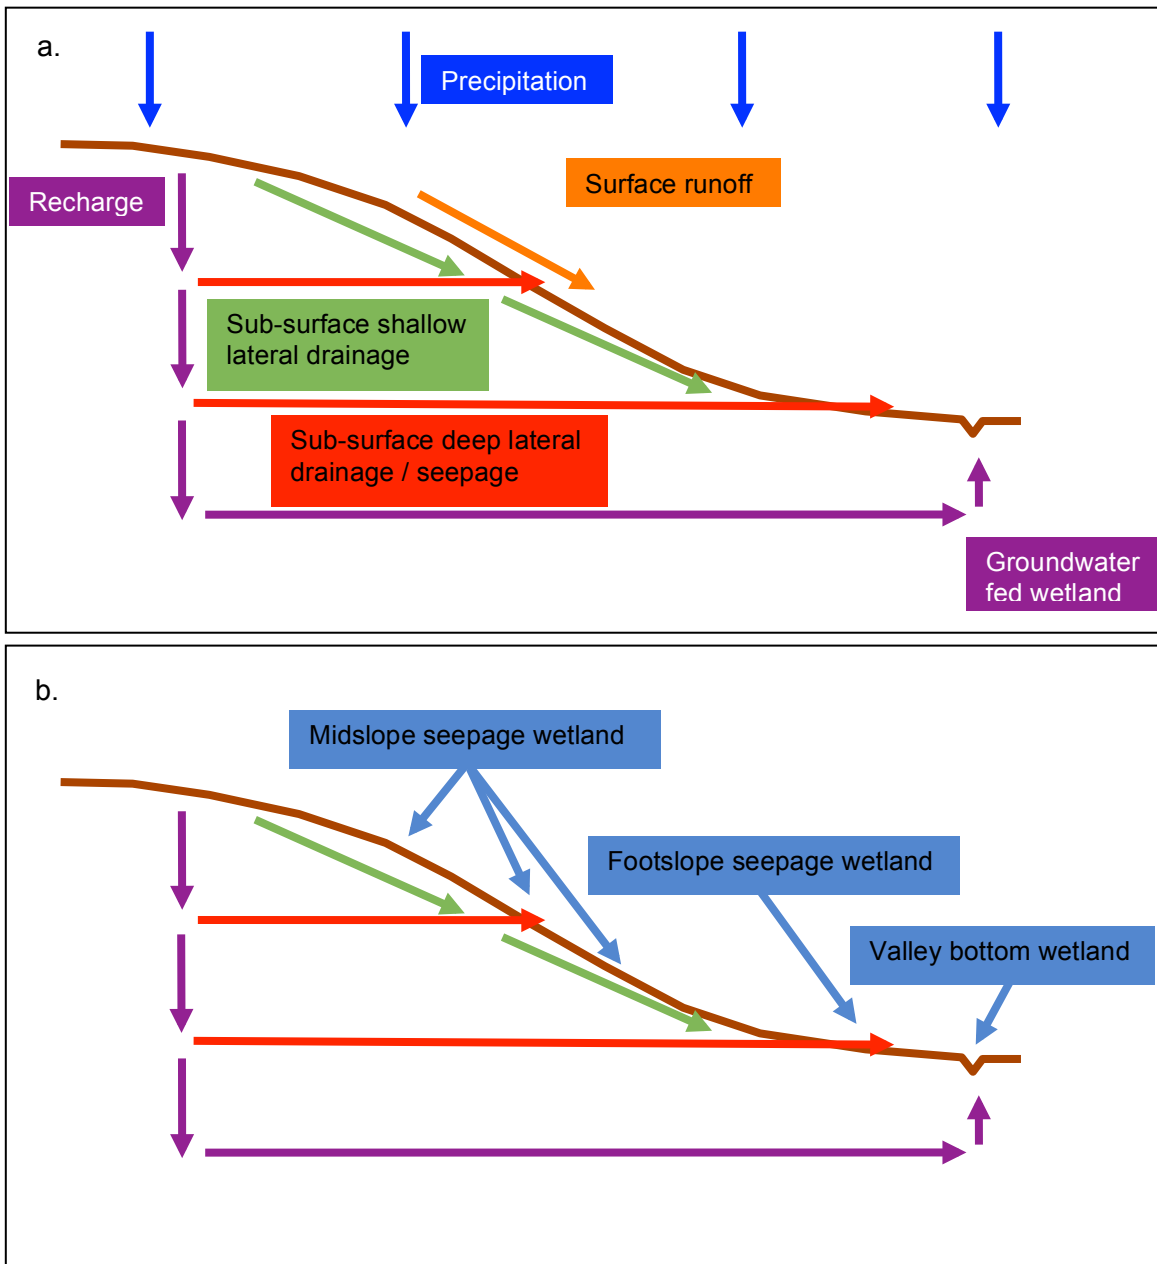 a.
Precipitation
Surface runoff
Recharge
Sub-surface shallow
lateral drainage
Sub-surface deep lateral
drainage / seepage
Groundwater
fed wetland
b.
Midslope seepage wetland
Footslope seepage wetland
Valley bottom wetland